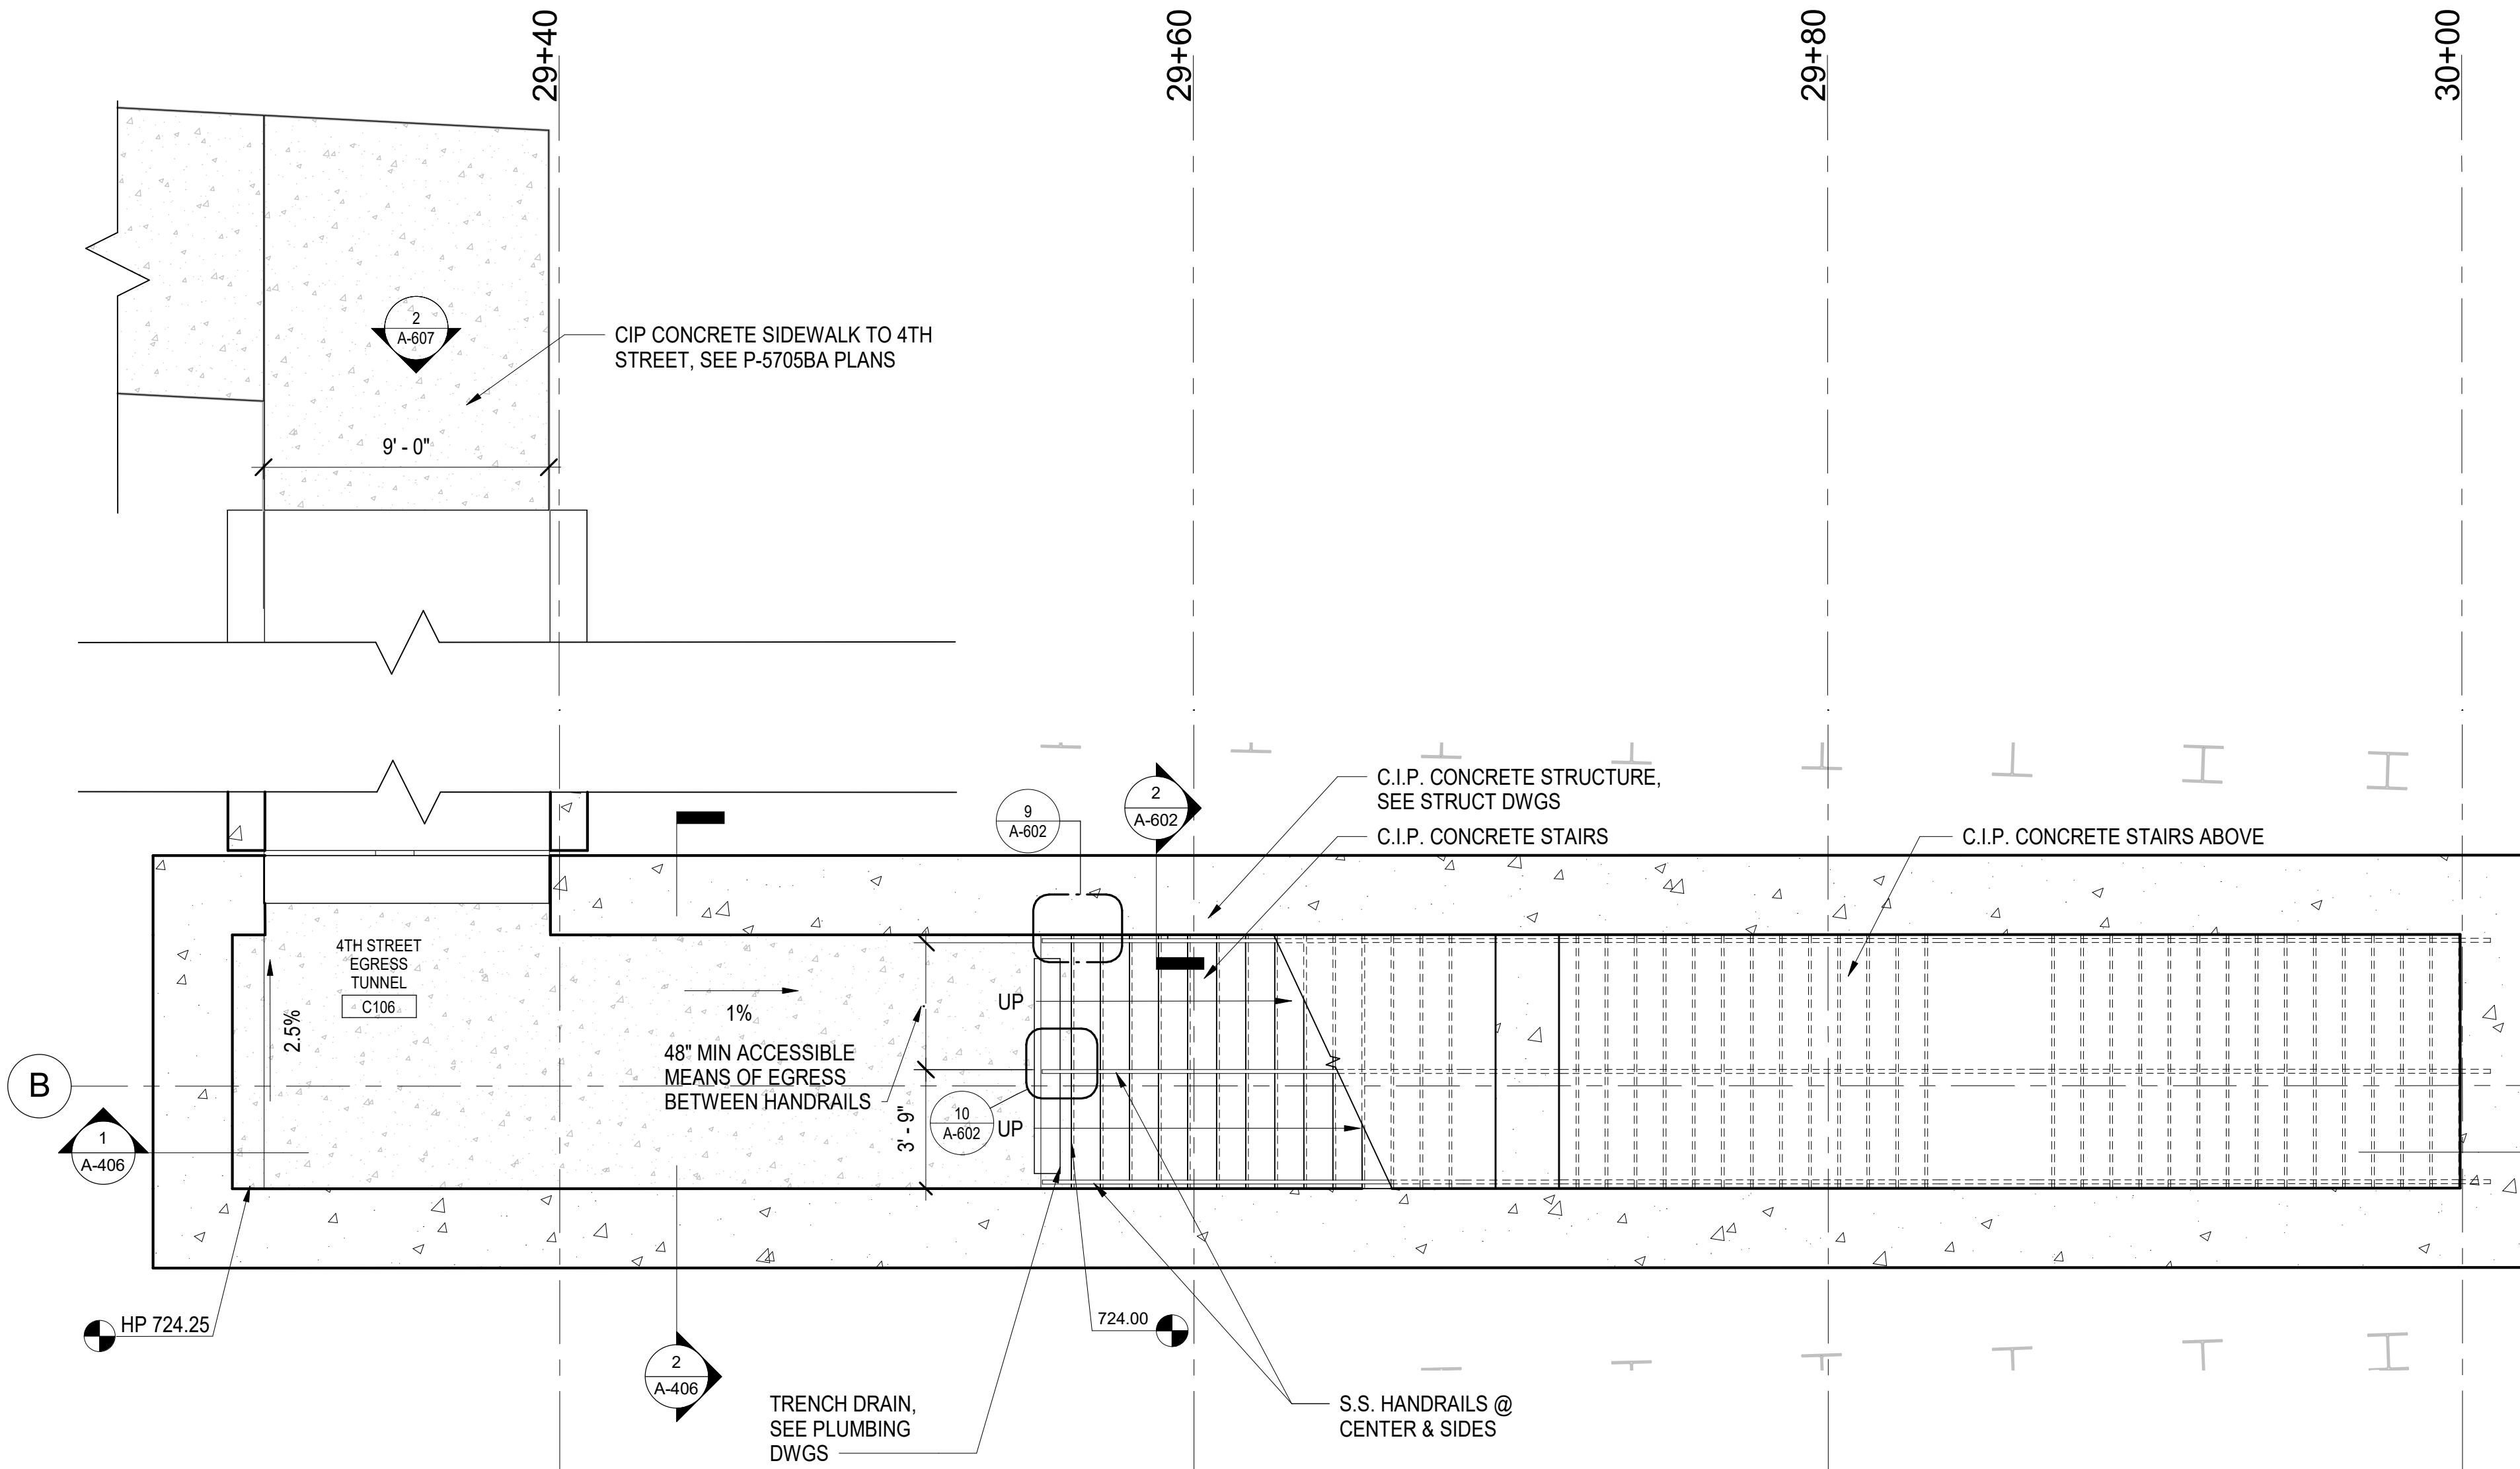 29+40
29+60
29+80
30+00
2
A-607
CIP CONCRETE SIDEWALK TO 4TH
STREET, SEE P-5705BA PLANS
9' - 0"
C.I.P. CONCRETE STRUCTURE,
SEE STRUCT DWGS
9
A-602
2
A-602
C.I.P. CONCRETE STAIRS
C.I.P. CONCRETE STAIRS ABOVE
4TH STREET
EGRESS
TUNNEL
C106
2.5%
1%
UP
48" MIN ACCESSIBLE
MEANS OF EGRESS
BETWEEN HANDRAILS
B
3' - 9"
10
A-602
UP
1
A-406
HP 724.25
724.00
2
A-406
TRENCH DRAIN,
SEE PLUMBING
DWGS
S.S. HANDRAILS @
CENTER & SIDES